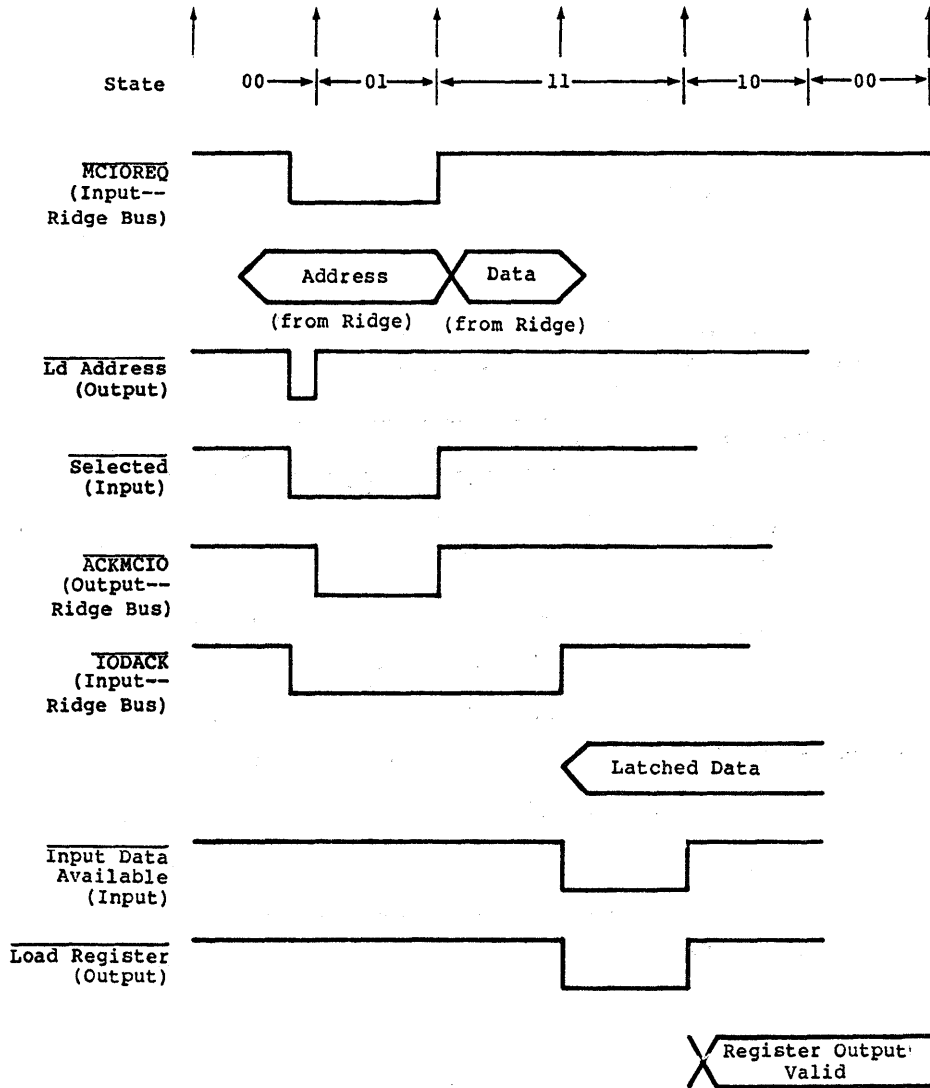 State 00 01 11 10 00
MCIOREQ
(Input--
Ridge Bus)
Address Data
(from Ridge) (from Ridge)
Ld Address
(Output)
Selected
(Input)
ACKMCIO
(Output--
Ridge Bus)
IODACK
(Input--
Ridge Bus)
Latched Data
Input Data
Available
(Input)
Load Register
(Output)
Register Output
Valid